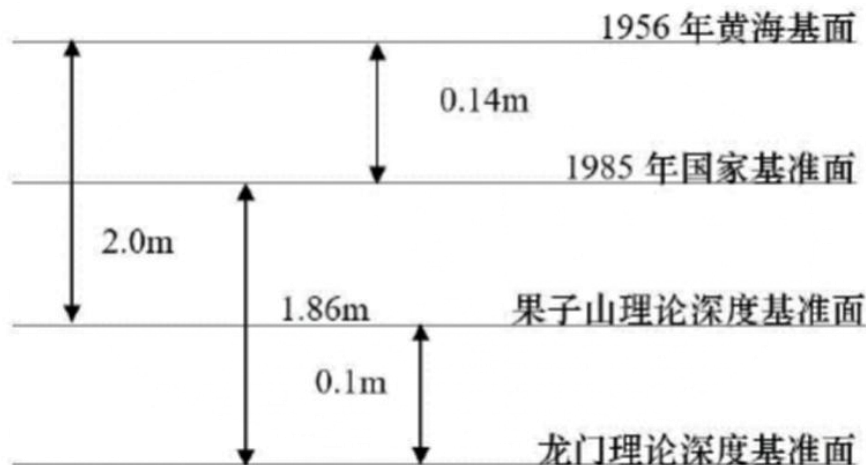 1956 年黄海基面
0.14m
1985 年国家基准面
2.0m
1.86m
果子山理论深度基准面
0.1m
龙门理论深度基准面